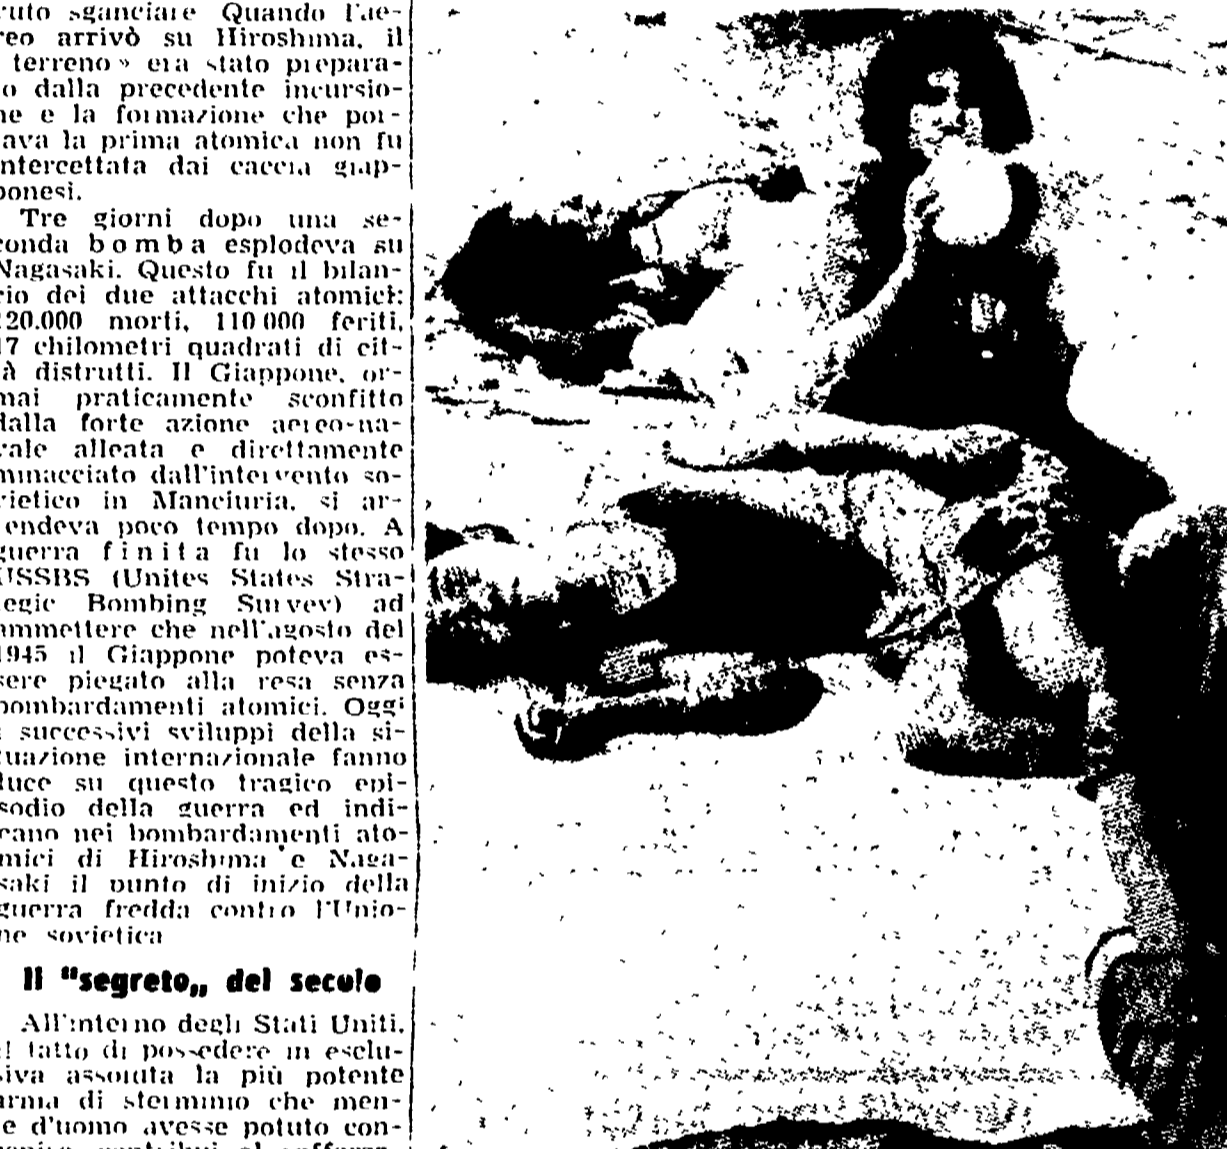 ruto sganciare Quando l'ae-
reo arrivò su Hiroshima, il
terreno» era stato prepara-
o dalla precedente incursio-
ne e la formazione che por-
ava la prima atomica non fu
ntercettata dai caccia giap-
ponesi.
Tre giorni dopo una se-
conda bomba esplodeva su
Nagasaki. Questo fu il bilan-
cio dei due attacchi atomici:
120.000 morti, 110 000 feriti,
17 chilometri quadrati di cit-
tà distrutti. Il Giappone, or-
mai praticamente sconfitto
dalla forte azione aereo-na-
vale alleata e direttamente
minacciato dall'intervento so-
vietico in Manciuria, si ar-
rendeva poco tempo dopo. A
guerra finita fu lo stesso
USSBS (Unites States Stra-
tegic Bombing Survey) ad
ammettere che nell'agosto del
1945 il Giappone poteva es-
sere piegato alla resa senza
bombardamenti atomici. Oggi
i successivi sviluppi della si-
tuazione internazionale fanno
luce su questo tragico epi-
sodio della guerra ed indi-
cano nei bombardamenti ato-
mici di Hiroshima e Naga-
saki il punto di inizio della
guerra fredda contro l'Unio-
ne sovietica
Il "segreto„ del secolo
All'interno degli Stati Uniti,
il fatto di possedere in esclu-
siva assoluta la più potente
arma di sterminio che men-
te d'uomo avesse potuto con-